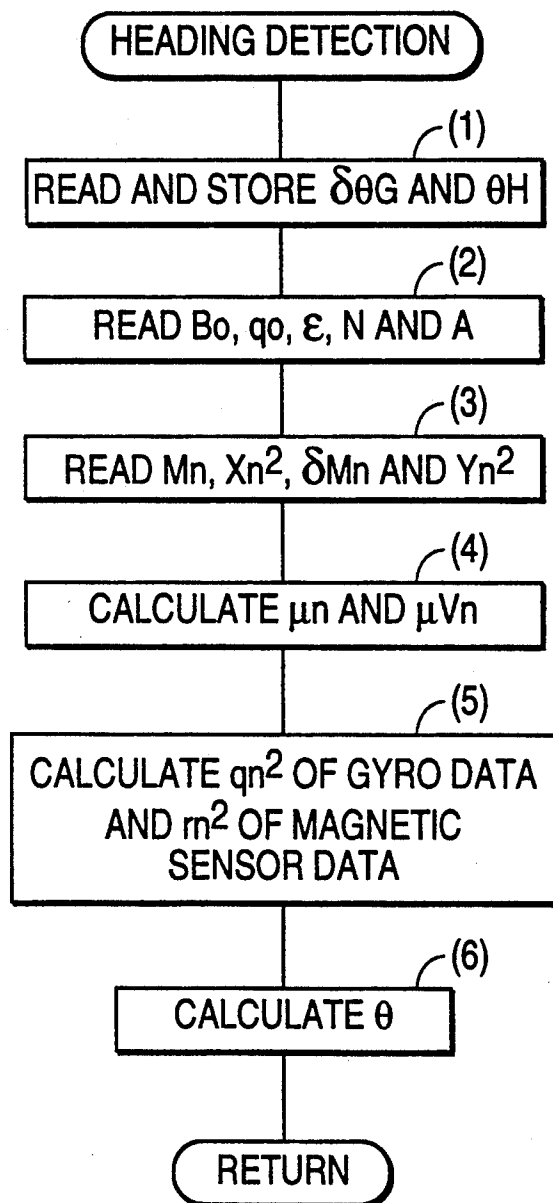 HEADING DETECTION
(1)
READ AND STORE δθG AND θH
(2)
READ Bo, qo, ε, N AND A
(3)
READ Mn, Xn², δMn AND Yn²
(4)
CALCULATE μn AND μVn
(5)
CALCULATE qn² OF GYRO DATA
AND rn² OF MAGNETIC
SENSOR DATA
(6)
CALCULATE θ
RETURN